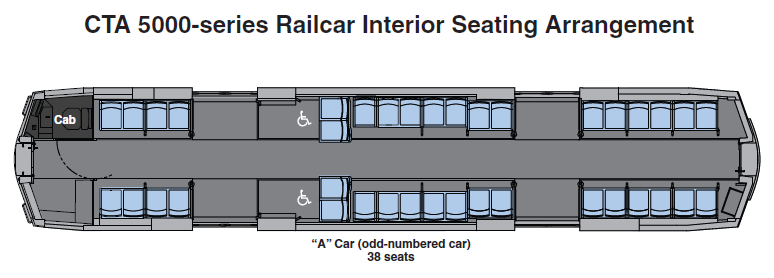 CTA 5000-series Railcar Interior Seating Arrangement
Cab
“A” Car (odd-numbered car)
38 seats